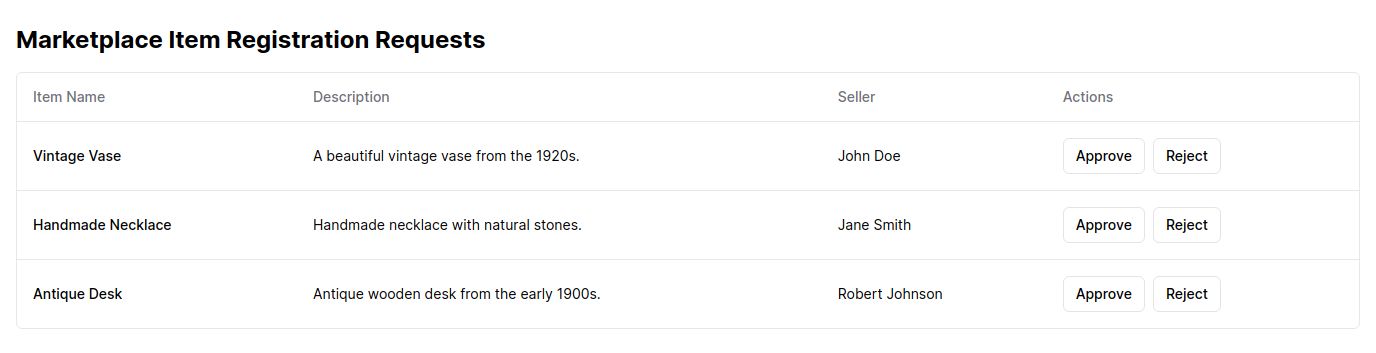 Marketplace Item Registration Requests
Item Name Description Seller Actions
Vintage Vase A beautiful vintage vase from the 1920s. John Doe Approve Reject
Handmade Necklace Handmade necklace with natural stones. Jane Smith Approve Reject
Antique Desk Antique wooden desk from the early 1900s. Robert Johnson Approve Reject